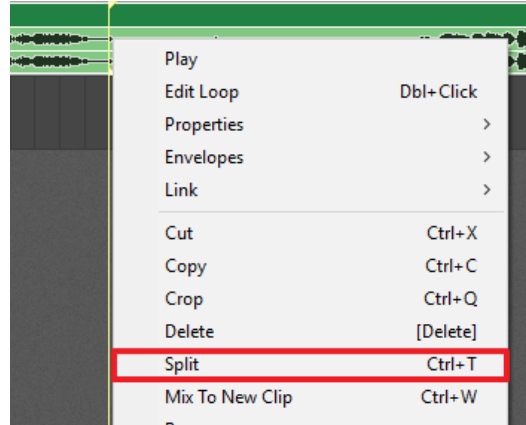 Play
Edit Loop Dbl+Click
Properties
Envelopes
Link
Cut Ctrl+X
Copy Ctrl+C
Crop Ctrl+Q
Delete [Delete]
Split Ctrl+T
Mix To New Clip Ctrl+W